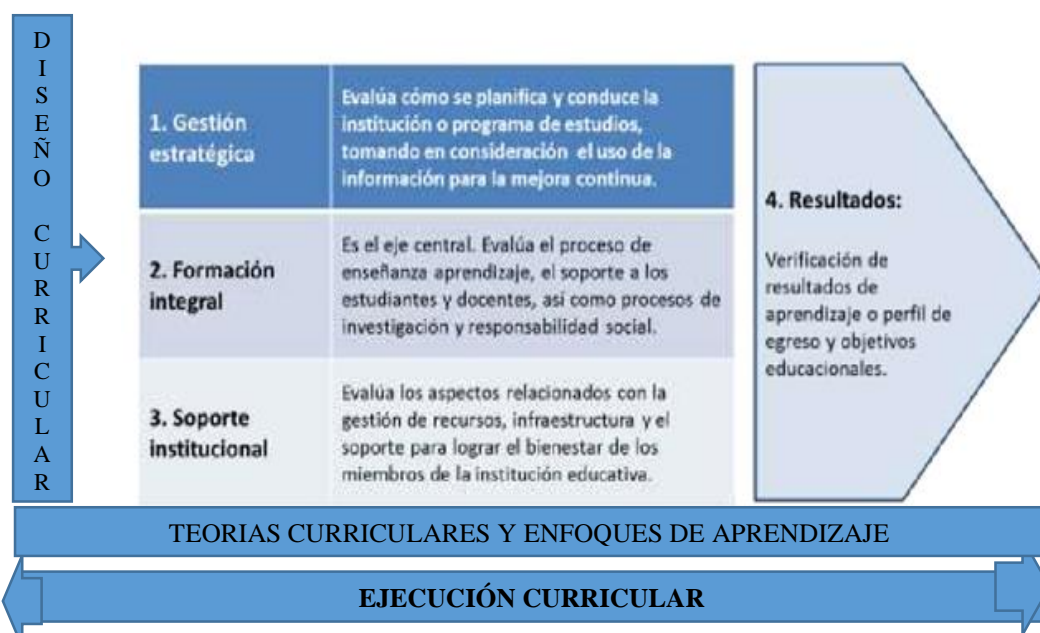 DISEÑO CURRICULAR
1. Gestión
estratégica
Evalúa cómo se planifica y conduce la
institución o programa de estudios,
tomando en consideración el uso de la
información para la mejora continua.
2. Formación
integral
Es el eje central. Evalúa el proceso de
enseñanza aprendizaje, el soporte a los
estudiantes y docentes, así como procesos de
investigación y responsabilidad social.
3. Soporte
institucional
Evalúa los aspectos relacionados con la
gestión de recursos, infraestructura y el
soporte para lograr el bienestar de los
miembros de la institución educativa.
4. Resultados:
Verificación de
resultados de
aprendizaje o perfil de
egreso y objetivos
educacionales.
TEORIAS CURRICULARES Y ENFOQUES DE APRENDIZAJE
EJECUCIÓN CURRICULAR